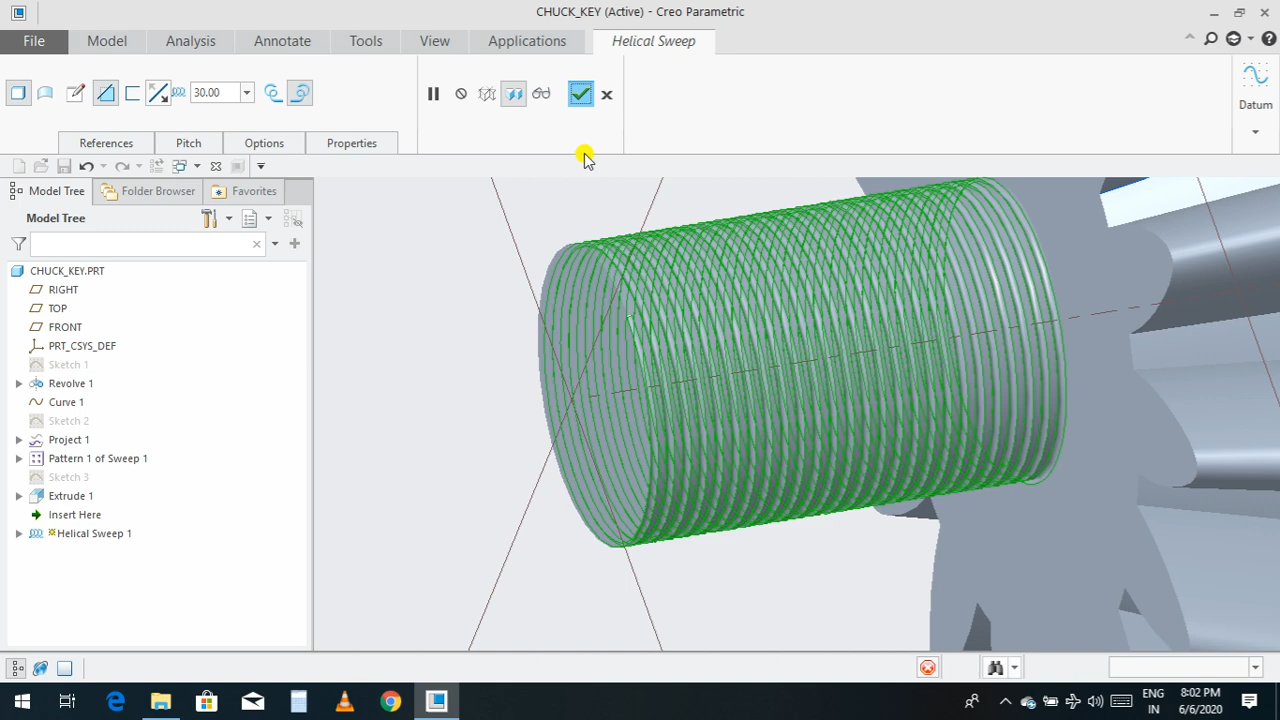 CHUCK_KEY (Active) - Creo Parametric
File Model Analysis Annotate Tools View Applications Helical Sweep
30.00
Datum
References Pitch Options Properties
Model Tree Folder Browser Favorites
Model Tree
CHUCK_KEY.PRT
RIGHT
TOP
FRONT
PRT_CSYS_DEF
Sketch 1
Revolve 1
Curve 1
Sketch 2
Project 1
Pattern 1 of Sweep 1
Sketch 3
Extrude 1
Insert Here
Helical Sweep 1
ENG
IN
8:02 PM
6/6/2020